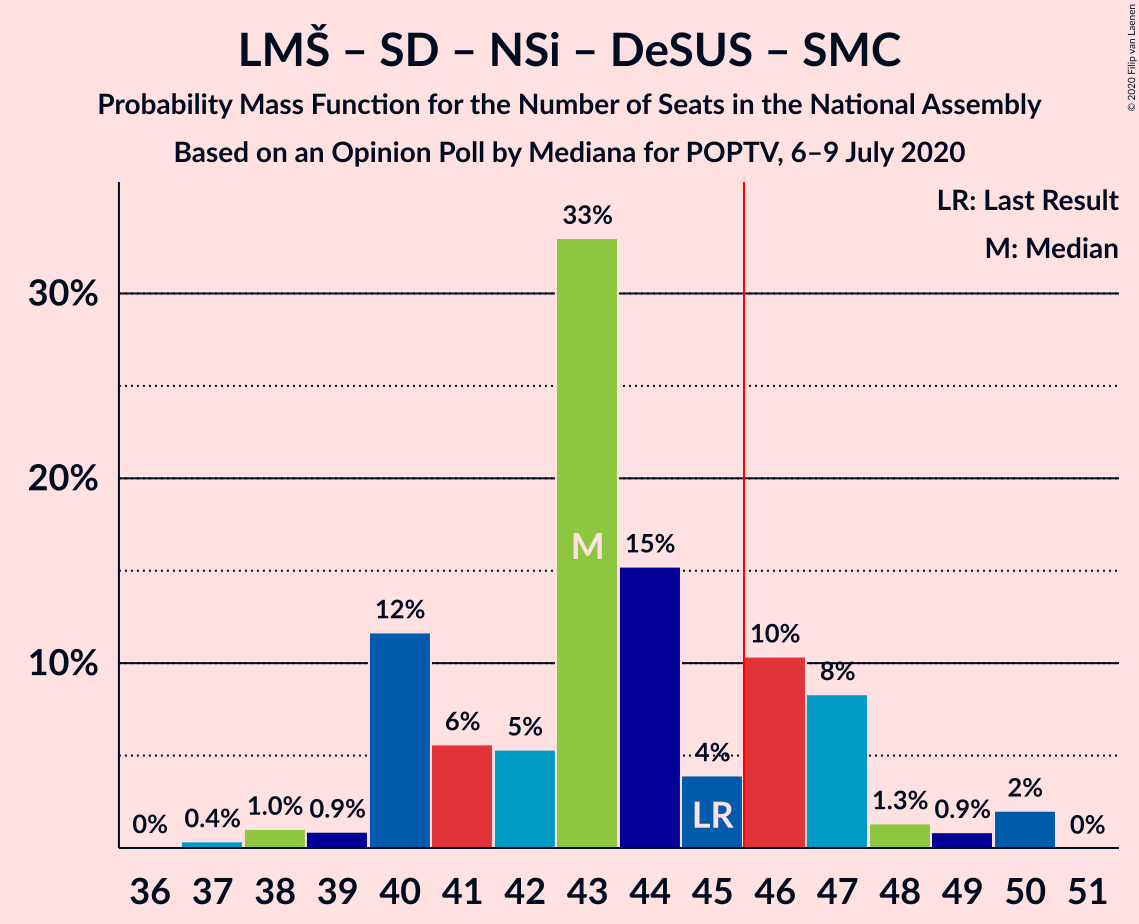 LMŠ – SD – NSi – DeSUS – SMC
Probability Mass Function for the Number of Seats in the National Assembly
Based on an Opinion Poll by Mediana for POPTV, 6–9 July 2020
© 2020 Filip van Laenen
LR: Last Result
M: Median
30%
20%
10%
0%
0.4%
1.0%
0.9%
12%
6%
5%
33%
15%
4%
10%
8%
1.3%
0.9%
2%
0%
M
LR
36 37 38 39 40 41 42 43 44 45 46 47 48 49 50 51